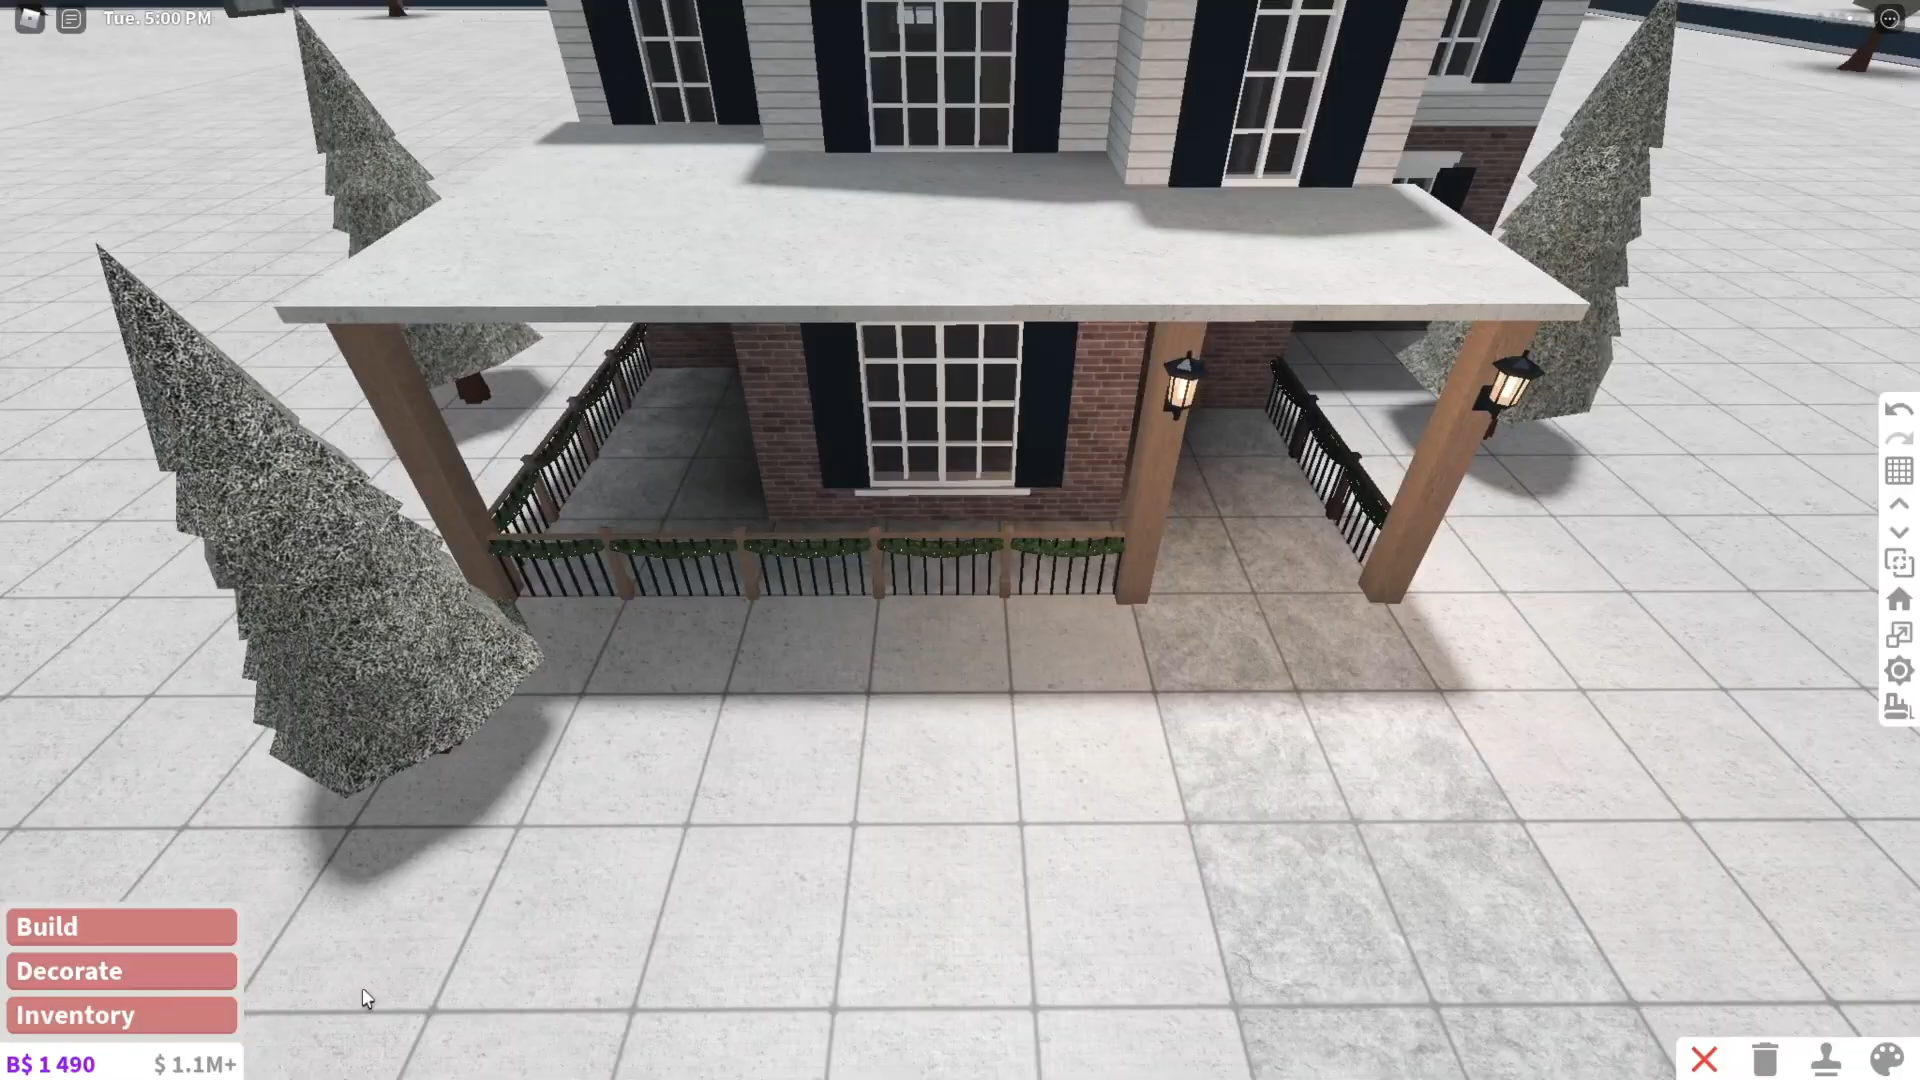 Tue. 5:00 PM
Build
Decorate
Inventory
B$ 1 490 $ 1.1M+